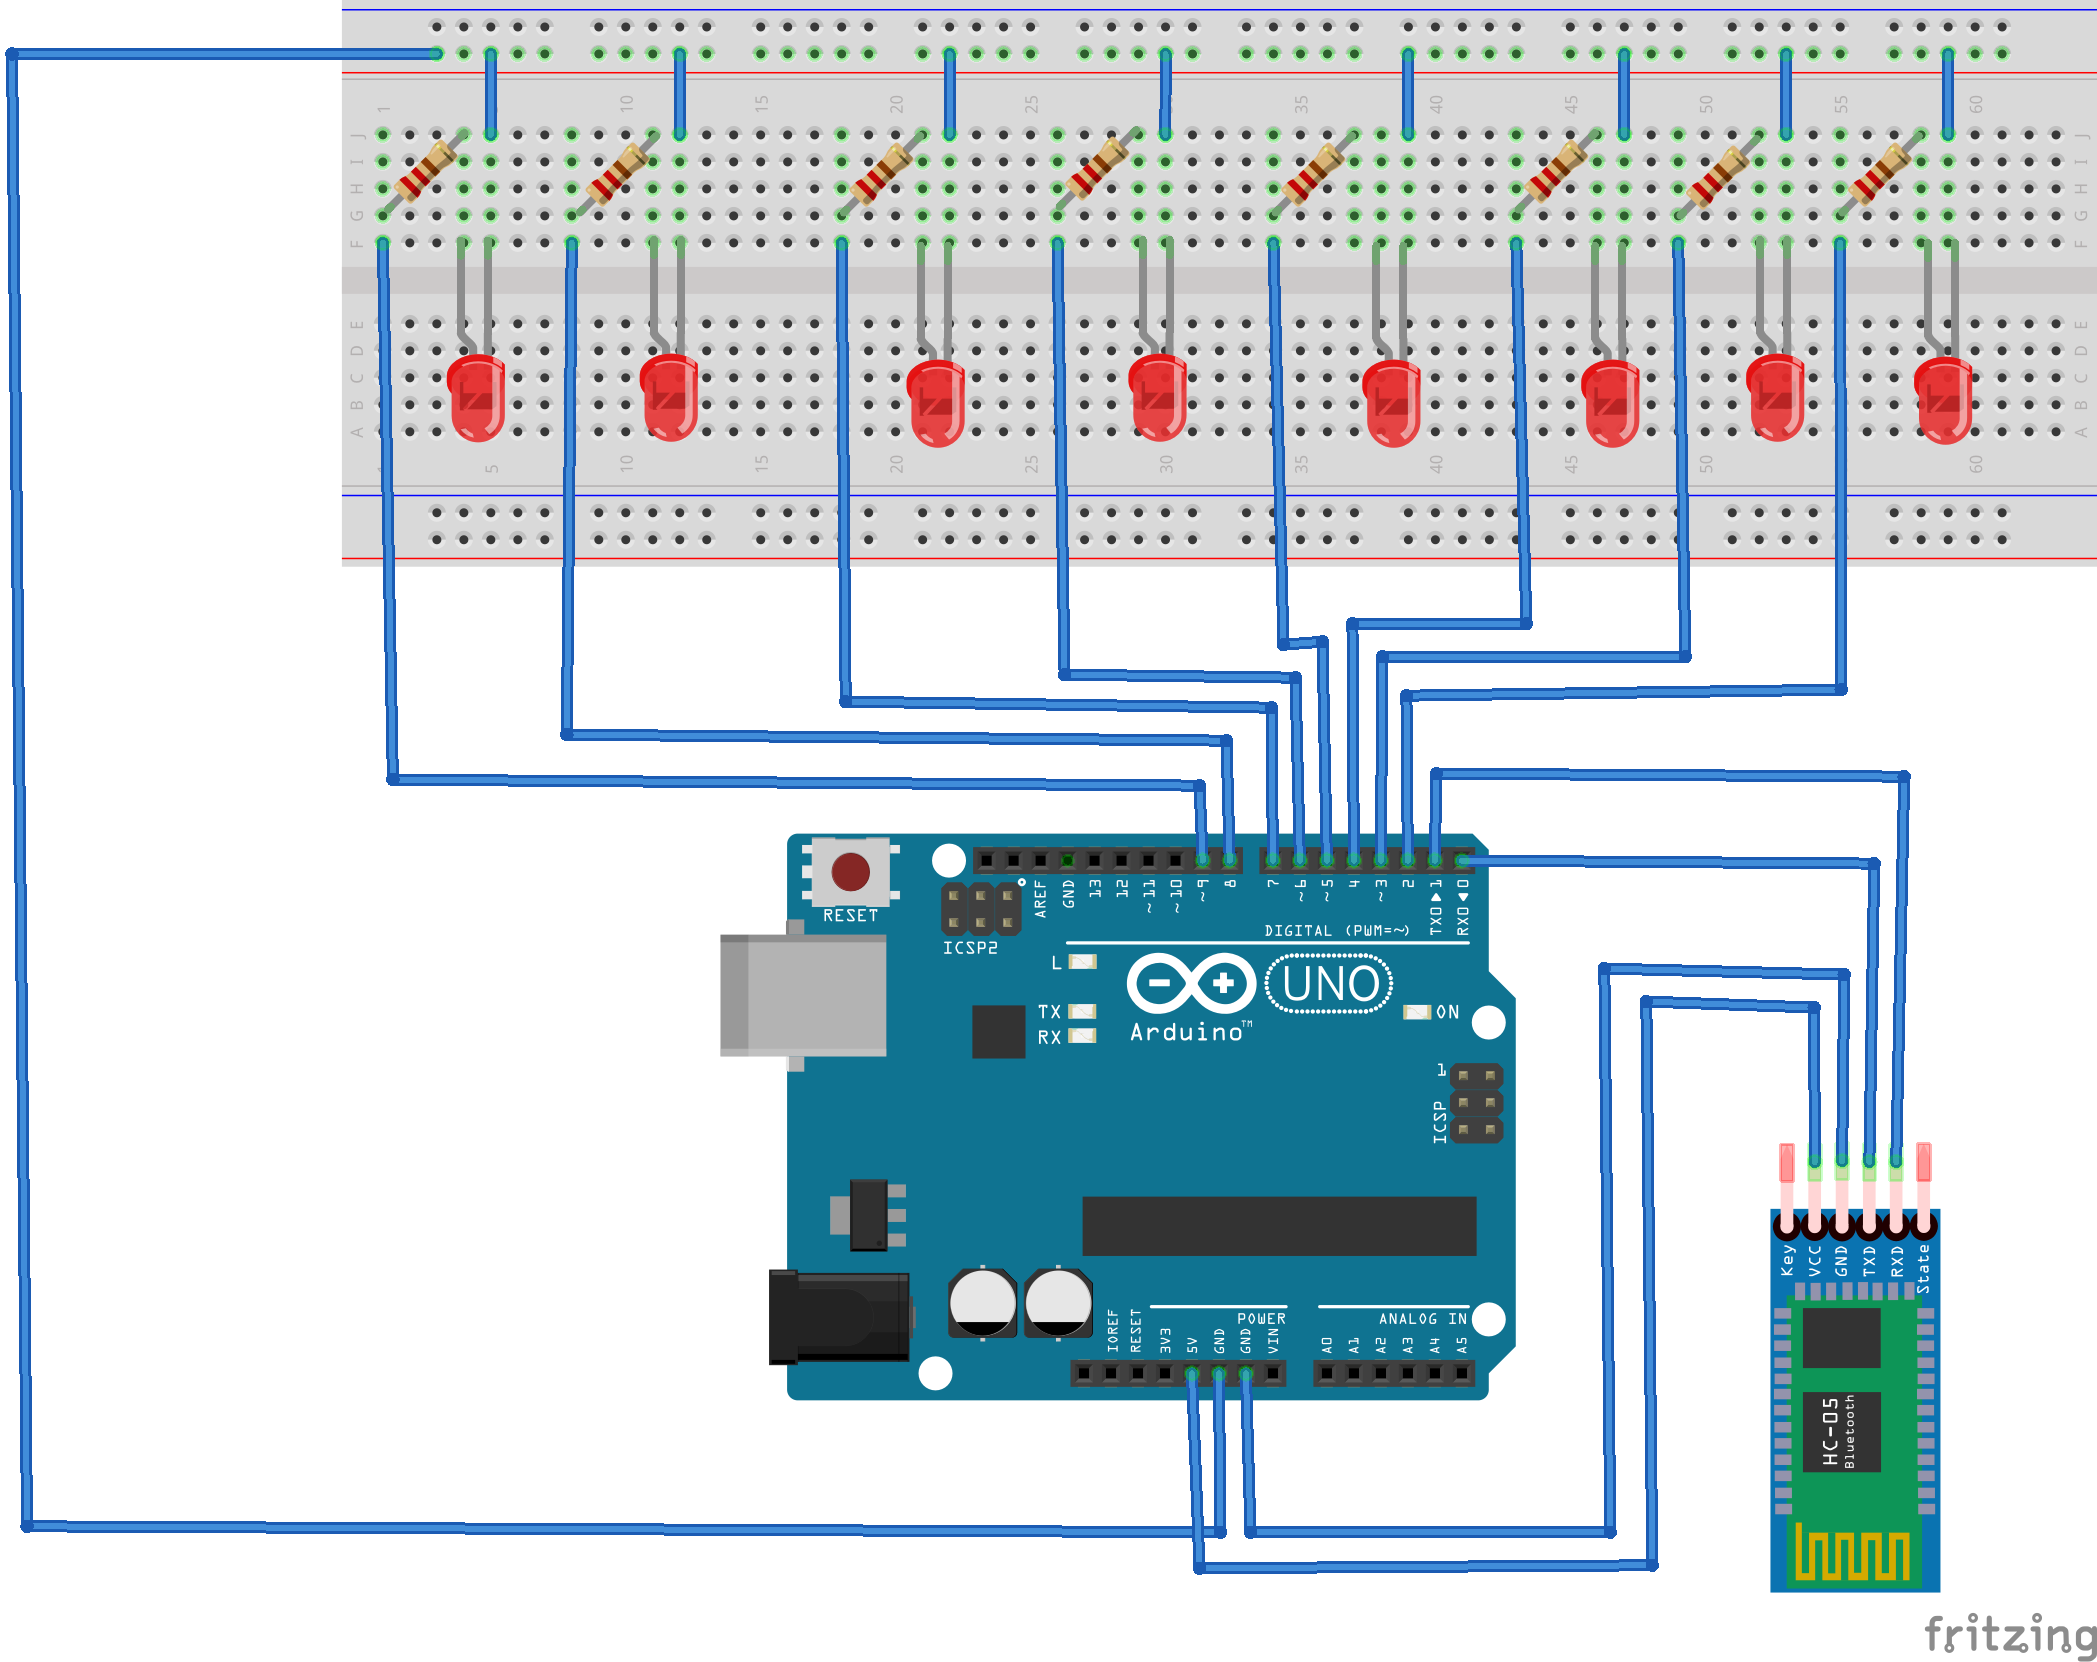 1 10 15 20 25 35 40 45 50 55 60
J J
I I
H H
G G
F F
E E
D D
C C
B B
A A
5 10 15 20 25 30 35 40 45 50 60
RESET
ICSP2
AREF
GND
13
12
~11
~10
~9
8
7
~6
~5
4
~3
2
TX0▶1
RX0◀0
DIGITAL (PWM=~)
L
TX
RX
UNO
ON
Arduino™
1
ICSP
IOREF
RESET
3V3
5V
GND
GND
VIN
POWER
ANALOG IN
A0
A1
A2
A3
A4
A5
Key
VCC
GND
TXD
RXD
State
HC-05
Bluetooth
fritzing